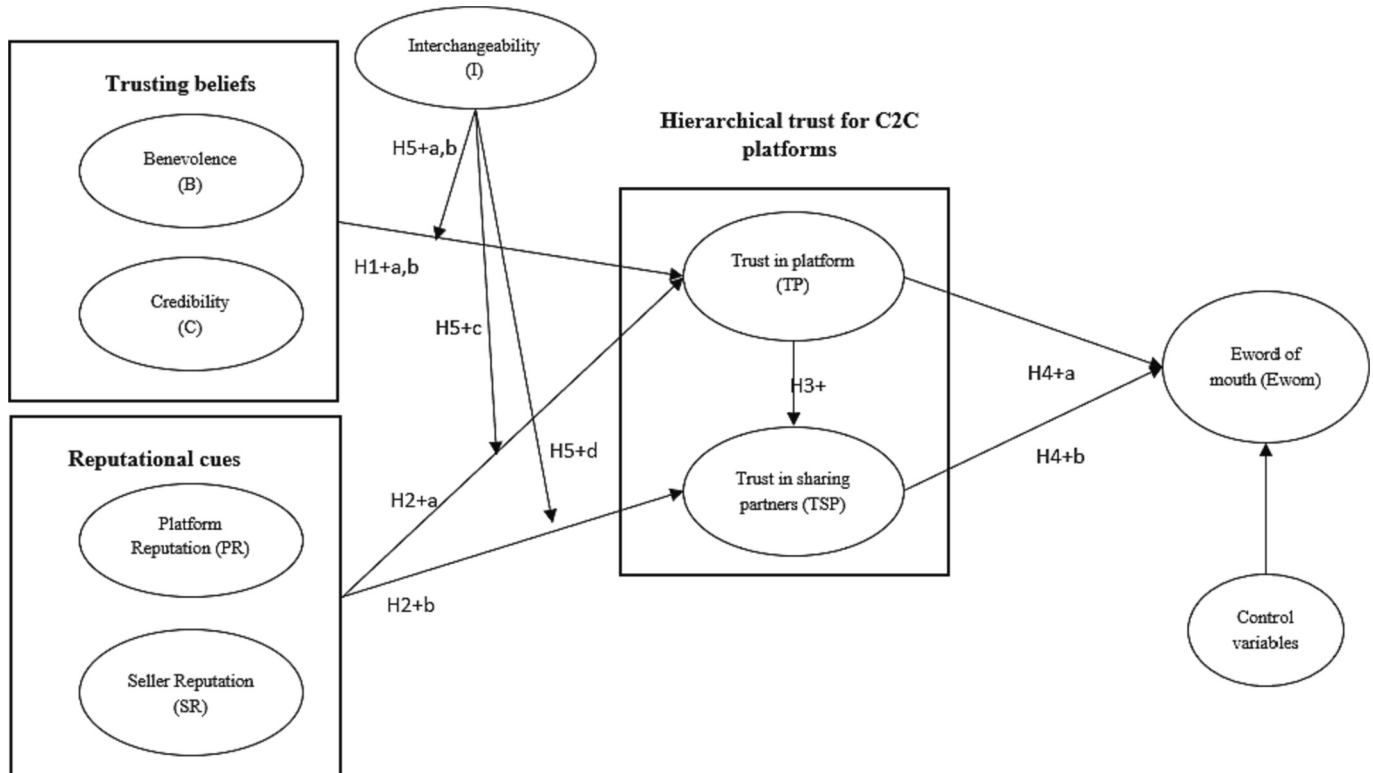 Interchangeability
(I)
Trusting beliefs
Benevolence
(B)
Credibility
(C)
H5+a,b
H1+a,b
H5+c
H5+d
Hierarchical trust for C2C
platforms
Trust in platform
(TP)
H3+
Trust in sharing
partners (TSP)
Reputational cues
Platform
Reputation (PR)
Seller Reputation
(SR)
H2+a
H2+b
H4+a
H4+b
Eword of
mouth (Ewom)
Control
variables